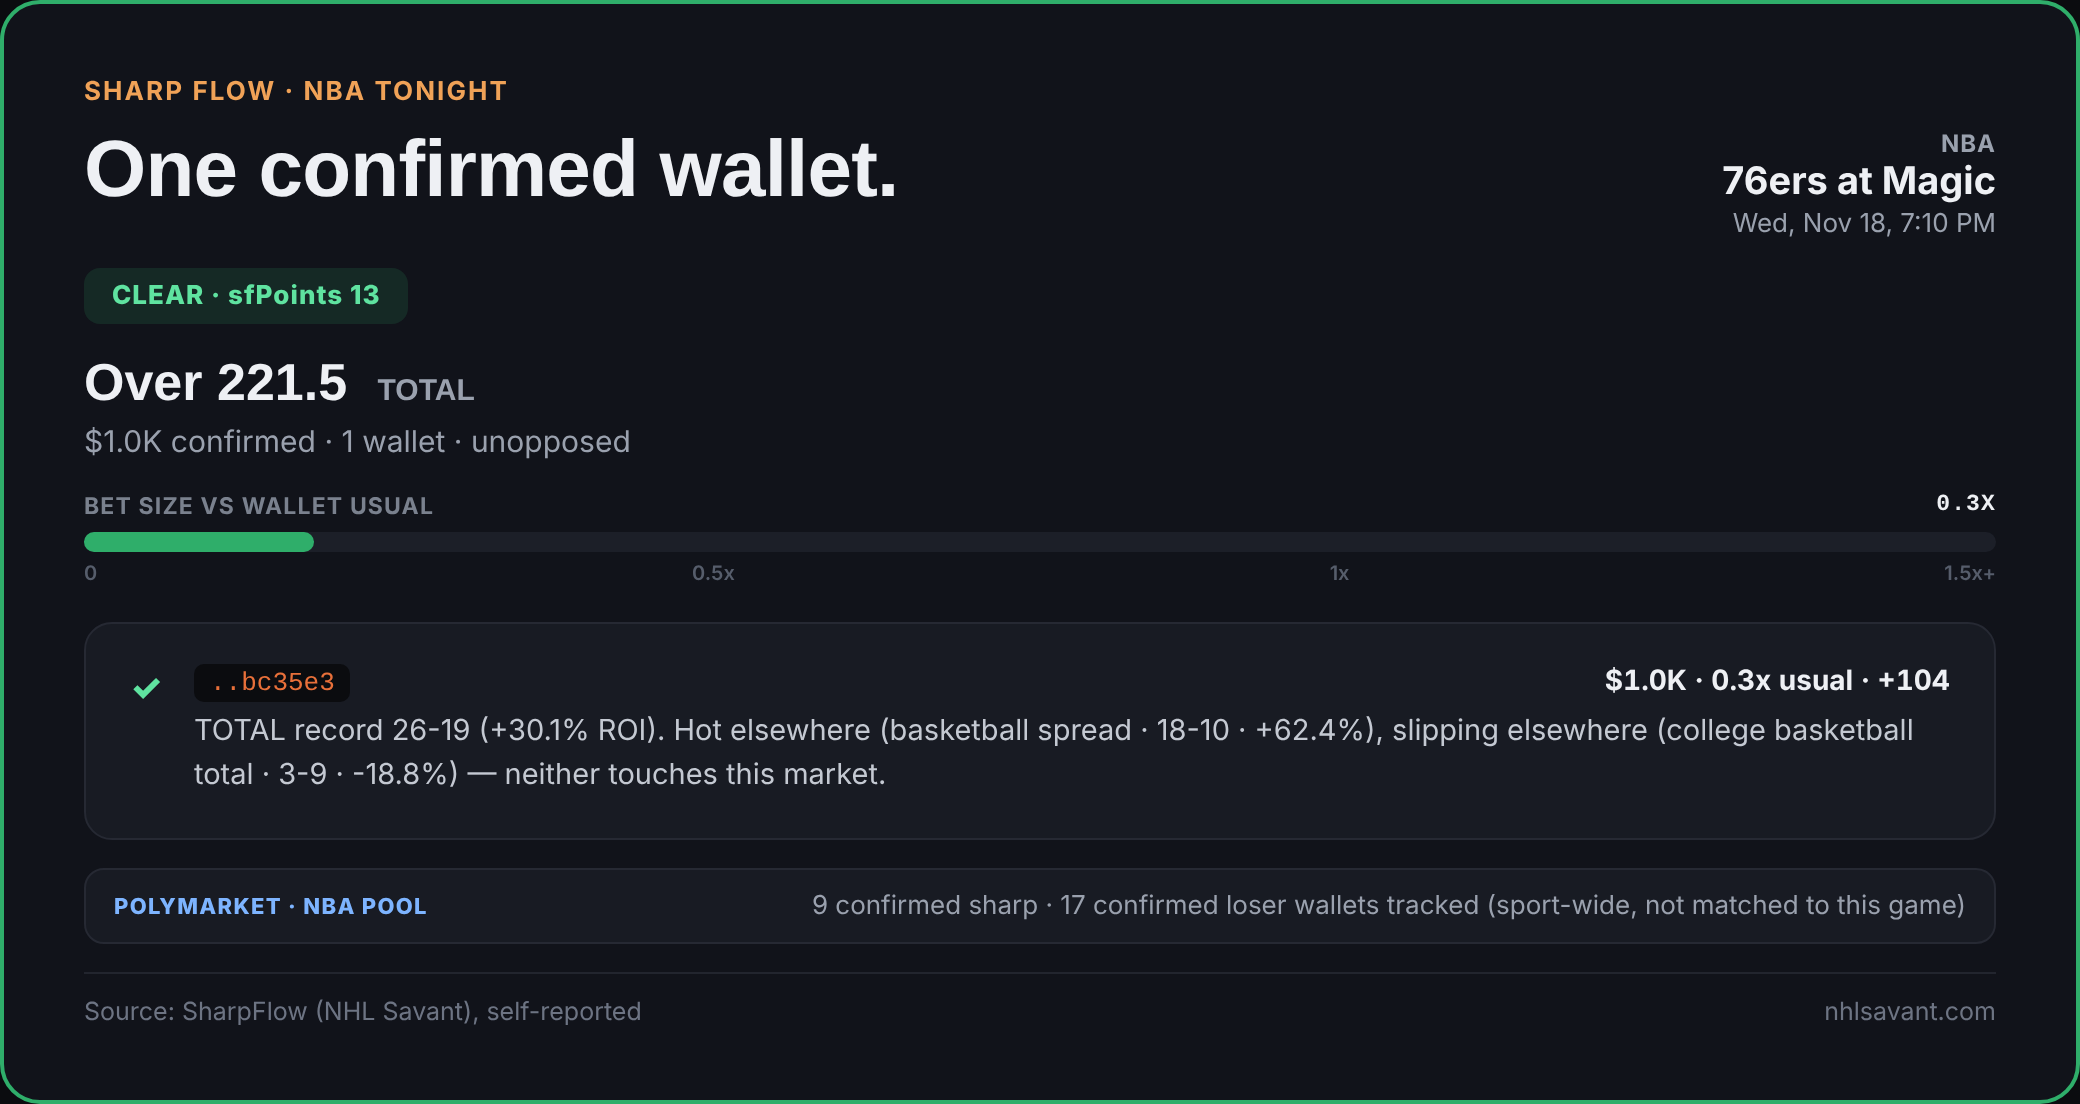 SHARP FLOW · NBA TONIGHT
One confirmed wallet.
NBA
76ers at Magic
Wed, Nov 18, 7:10 PM
CLEAR · sfPoints 13
Over 221.5 TOTAL
$1.0K confirmed · 1 wallet · unopposed
BET SIZE VS WALLET USUAL 0.3X
0 0.5x 1x 1.5x+
..bc35e3 $1.0K · 0.3x usual · +104
TOTAL record 26-19 (+30.1% ROI). Hot elsewhere (basketball spread · 18-10 · +62.4%), slipping elsewhere (college basketball
total · 3-9 · -18.8%) — neither touches this market.
POLYMARKET · NBA POOL 9 confirmed sharp · 17 confirmed loser wallets tracked (sport-wide, not matched to this game)
Source: SharpFlow (NHL Savant), self-reported nhlsavant.com